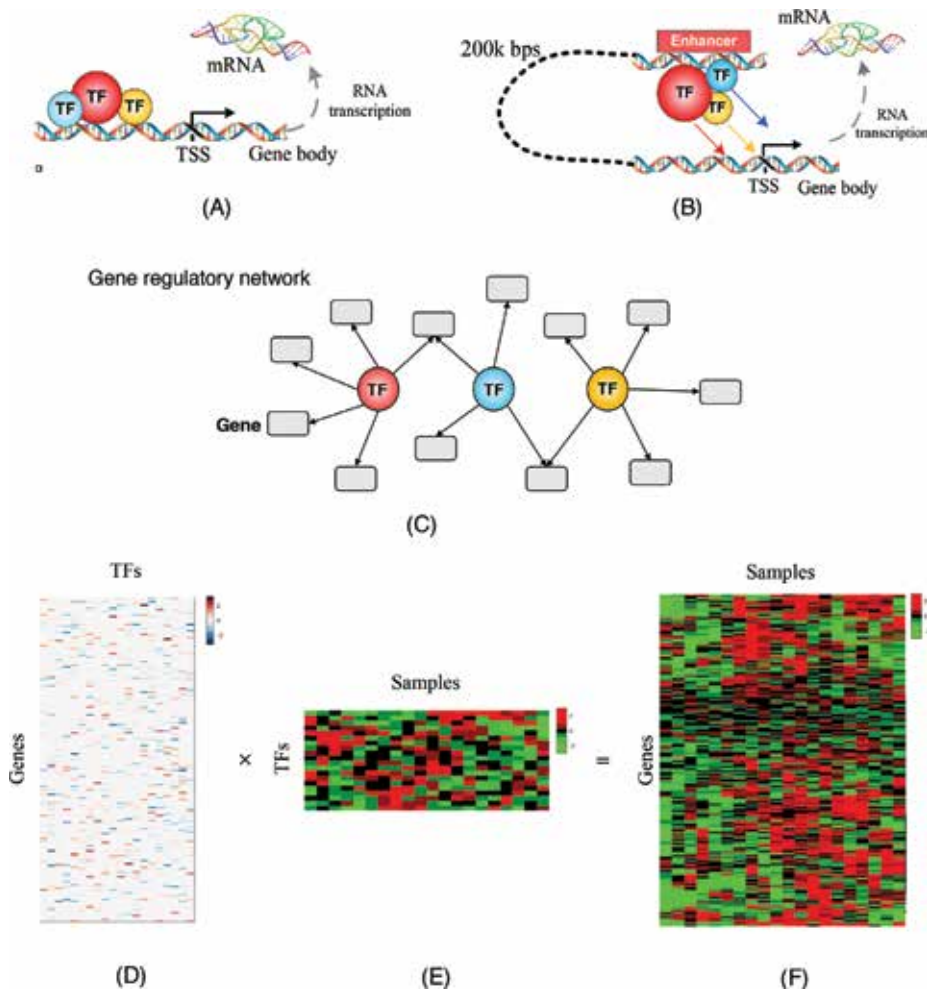 mRNA
TF
TF
TF
RNA
transcription
TSS
Gene body
(A)
200k bps
Enhancer
TF
TF
TF
mRNA
RNA
transcription
TSS
Gene body
(B)
Gene regulatory network
TF
TF
TF
Gene
(C)
TFs
Genes
(D)
×
Samples
TFs
(E)
=
Samples
Genes
(F)